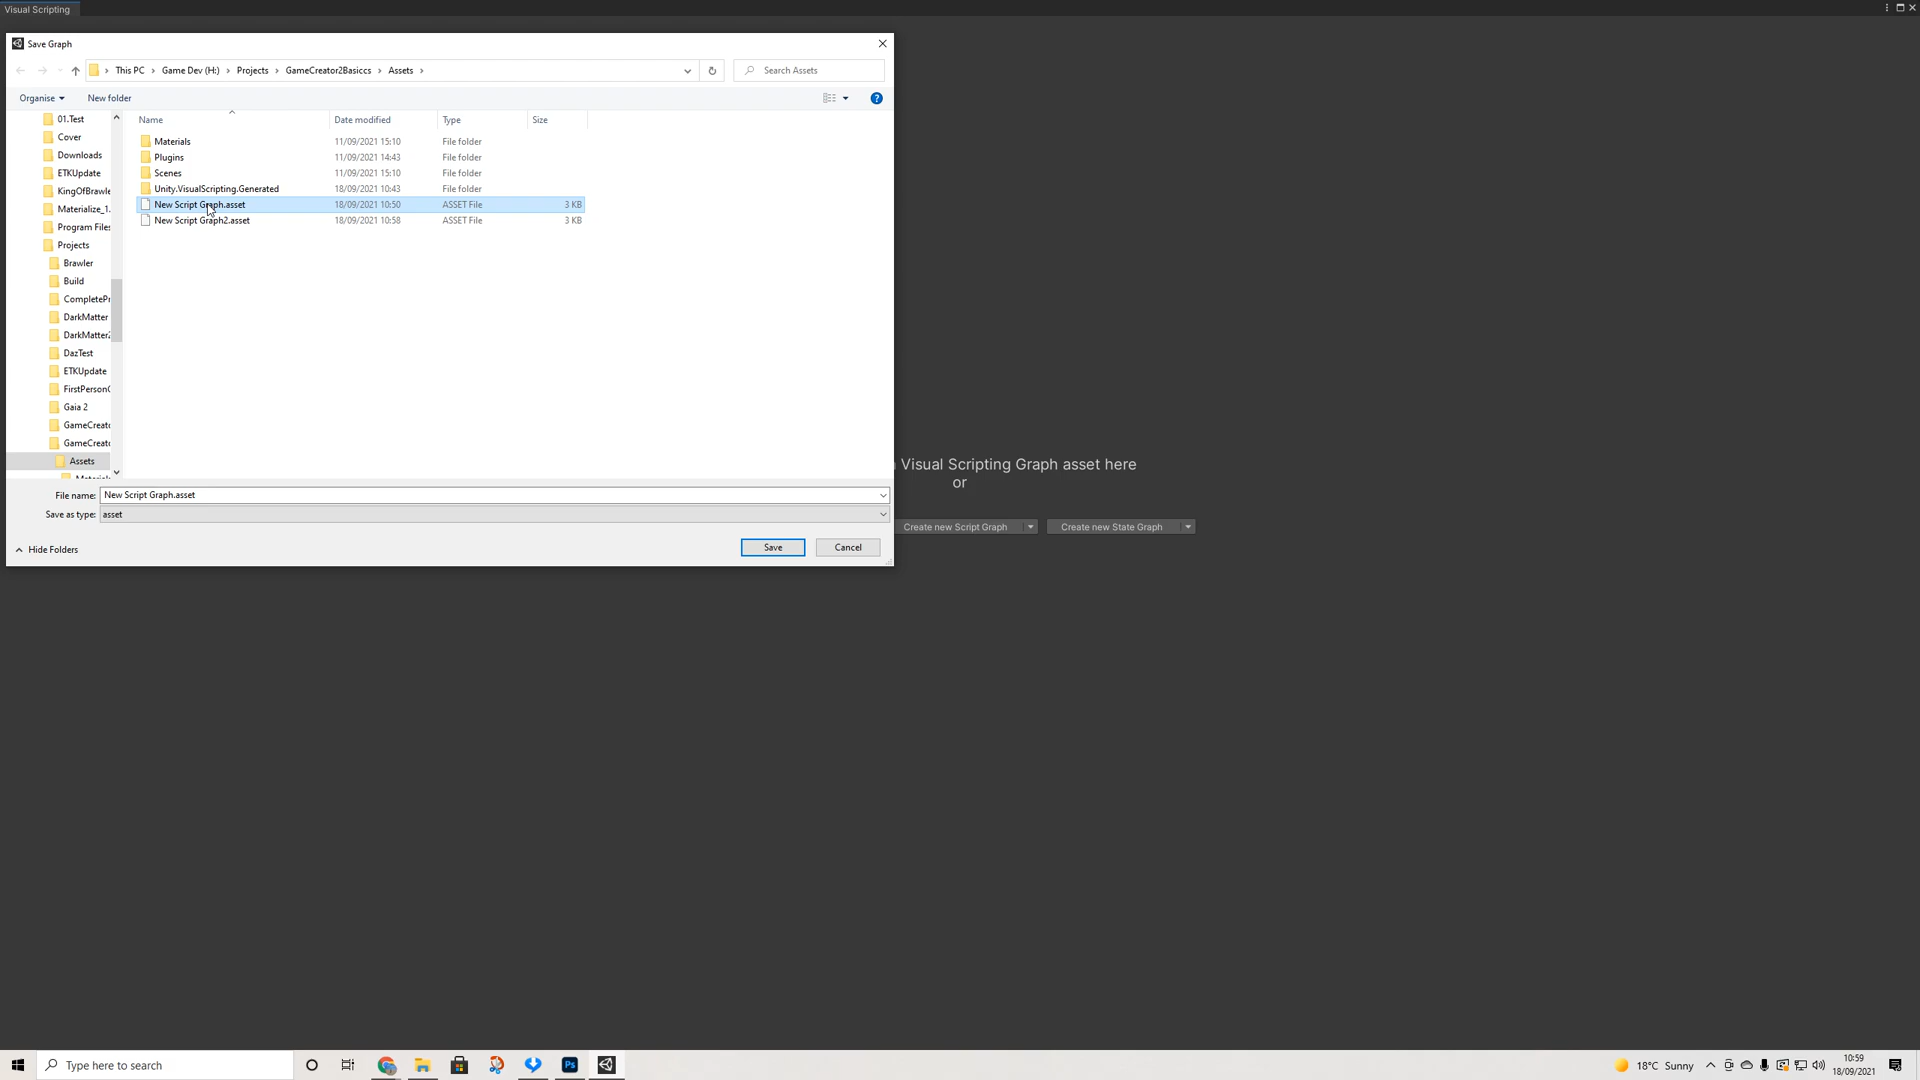 Visual Scripting
Save Graph
This PC
Game Dev (H:)
Projects
GameCreator2Basiccs
Assets
Search Assets
Organise
New folder
?
Name
Date modified
Type
Size
01.Test
Cover
Downloads
ETKUpdate
KingOfBrawle
Materialize_1.
Program Files
Projects
Brawler
Build
CompletePr
DarkMatter
DarkMatter2
DazTest
ETKUpdate
FirstPersonC
Gaia 2
GameCreato
GameCreato
Assets
Materials 11/09/2021 15:10 File folder
Plugins 11/09/2021 14:43 File folder
Scenes 11/09/2021 15:10 File folder
Unity.VisualScripting.Generated 18/09/2021 10:43 File folder
New Script Graph.asset 18/09/2021 10:50 ASSET File 3 KB
New Script Graph2.asset 18/09/2021 10:58 ASSET File 3 KB
File name: New Script Graph.asset
Save as type: asset
Hide Folders
Save
Cancel
Visual Scripting Graph asset here
or
Create new Script Graph
Create new State Graph
Type here to search
Ps
18°C Sunny
10:59
18/09/2021